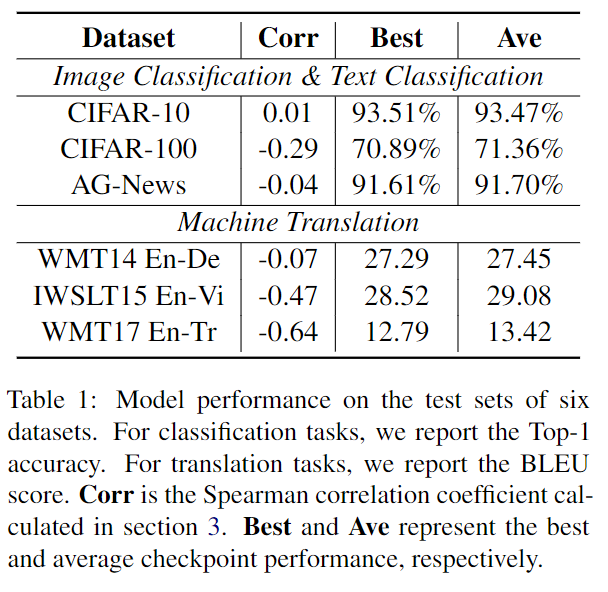 Dataset Corr Best Ave
Image Classification & Text Classification
CIFAR-10 0.01 93.51% 93.47%
CIFAR-100 -0.29 70.89% 71.36%
AG-News -0.04 91.61% 91.70%
Machine Translation
WMT14 En-De -0.07 27.29 27.45
IWSLT15 En-Vi -0.47 28.52 29.08
WMT17 En-Tr -0.64 12.79 13.42
Table 1: Model performance on the test sets of six
datasets. For classification tasks, we report the Top-1
accuracy. For translation tasks, we report the BLEU
score. Corr is the Spearman correlation coefficient cal-
culated in section 3. Best and Ave represent the best
and average checkpoint performance, respectively.